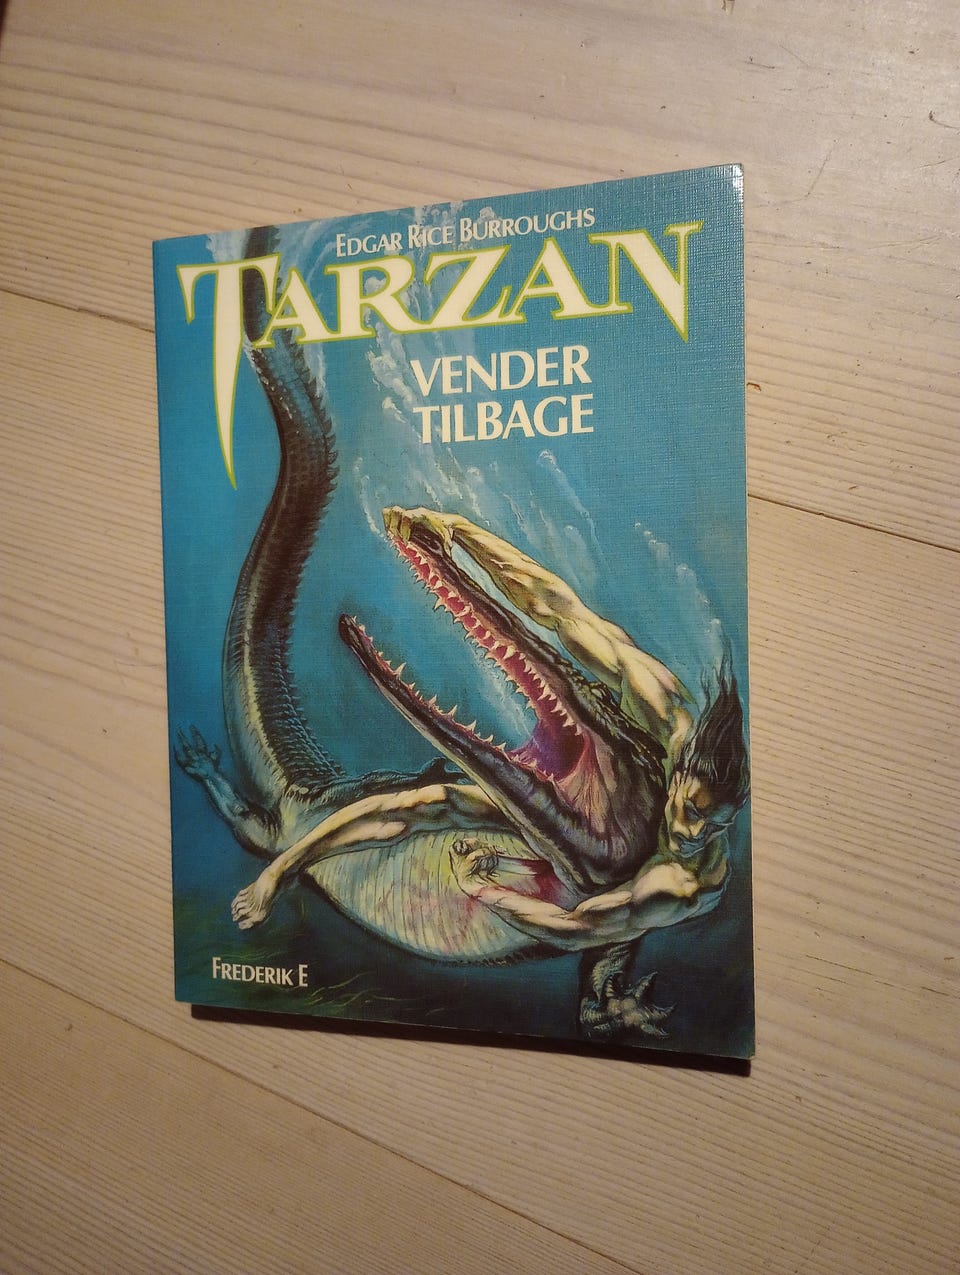 EDGAR RICE BURROUGHS
TARZAN
VENDER
TILBAGE
FREDERIK E